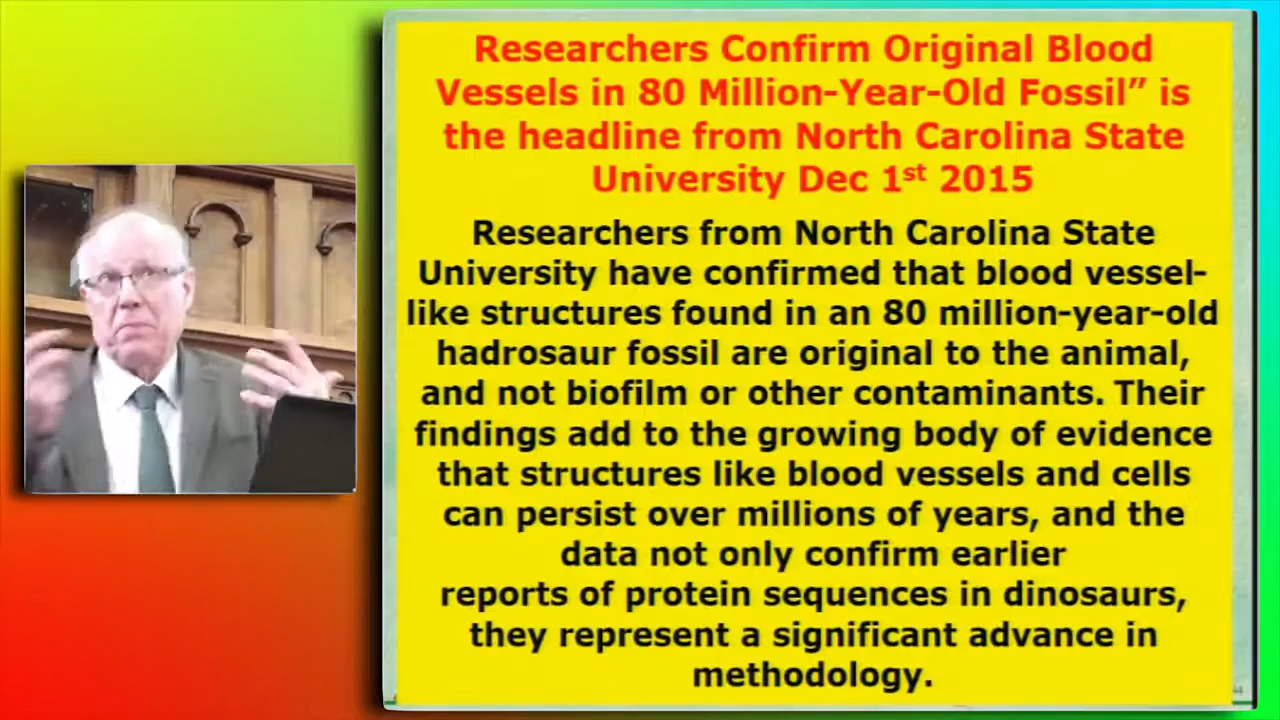 Researchers Confirm Original Blood
Vessels in 80 Million-Year-Old Fossil” is
the headline from North Carolina State
University Dec 1st 2015
Researchers from North Carolina State
University have confirmed that blood vessel-
like structures found in an 80 million-year-old
hadrosaur fossil are original to the animal,
and not biofilm or other contaminants. Their
findings add to the growing body of evidence
that structures like blood vessels and cells
can persist over millions of years, and the
data not only confirm earlier
reports of protein sequences in dinosaurs,
they represent a significant advance in
methodology.